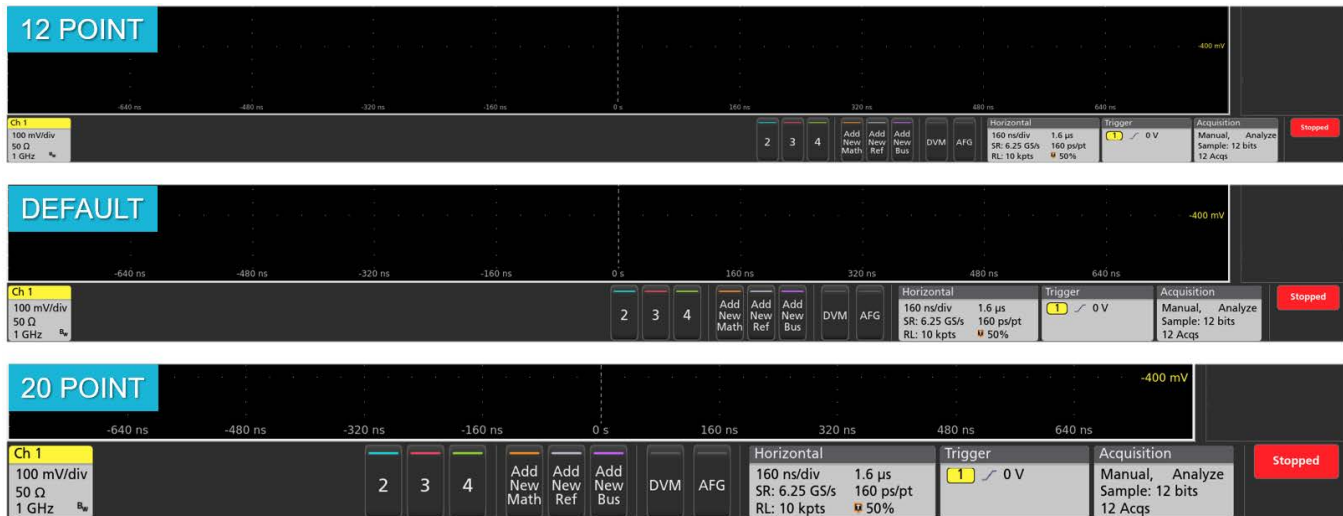 12 POINT
-400 mV
-640 ns -480 ns -320 ns -160 ns 0 s 160 ns 320 ns 480 ns 640 ns
Ch 1
100 mV/div
50 Ω
1 GHz Bw
2 3 4
Add New Math
Add New Ref
Add New Bus
DVM AFG
Horizontal
160 ns/div 1.6 µs
SR: 6.25 GS/s 160 ps/pt
RL: 10 kpts 50%
Trigger
1 0 V
Acquisition
Manual, Analyze
Sample: 12 bits
12 Acqs
Stopped
DEFAULT
-400 mV
-640 ns -480 ns -320 ns -160 ns 0 s 160 ns 320 ns 480 ns 640 ns
Ch 1
100 mV/div
50 Ω
1 GHz Bw
2 3 4
Add New Math
Add New Ref
Add New Bus
DVM AFG
Horizontal
160 ns/div 1.6 µs
SR: 6.25 GS/s 160 ps/pt
RL: 10 kpts 50%
Trigger
1 0 V
Acquisition
Manual, Analyze
Sample: 12 bits
12 Acqs
Stopped
20 POINT
-400 mV
-640 ns -480 ns -320 ns -160 ns 0 s 160 ns 320 ns 480 ns 640 ns
Ch 1
100 mV/div
50 Ω
1 GHz Bw
2 3 4
Add New Math
Add New Ref
Add New Bus
DVM AFG
Horizontal
160 ns/div 1.6 µs
SR: 6.25 GS/s 160 ps/pt
RL: 10 kpts 50%
Trigger
1 0 V
Acquisition
Manual, Analyze
Sample: 12 bits
12 Acqs
Stopped